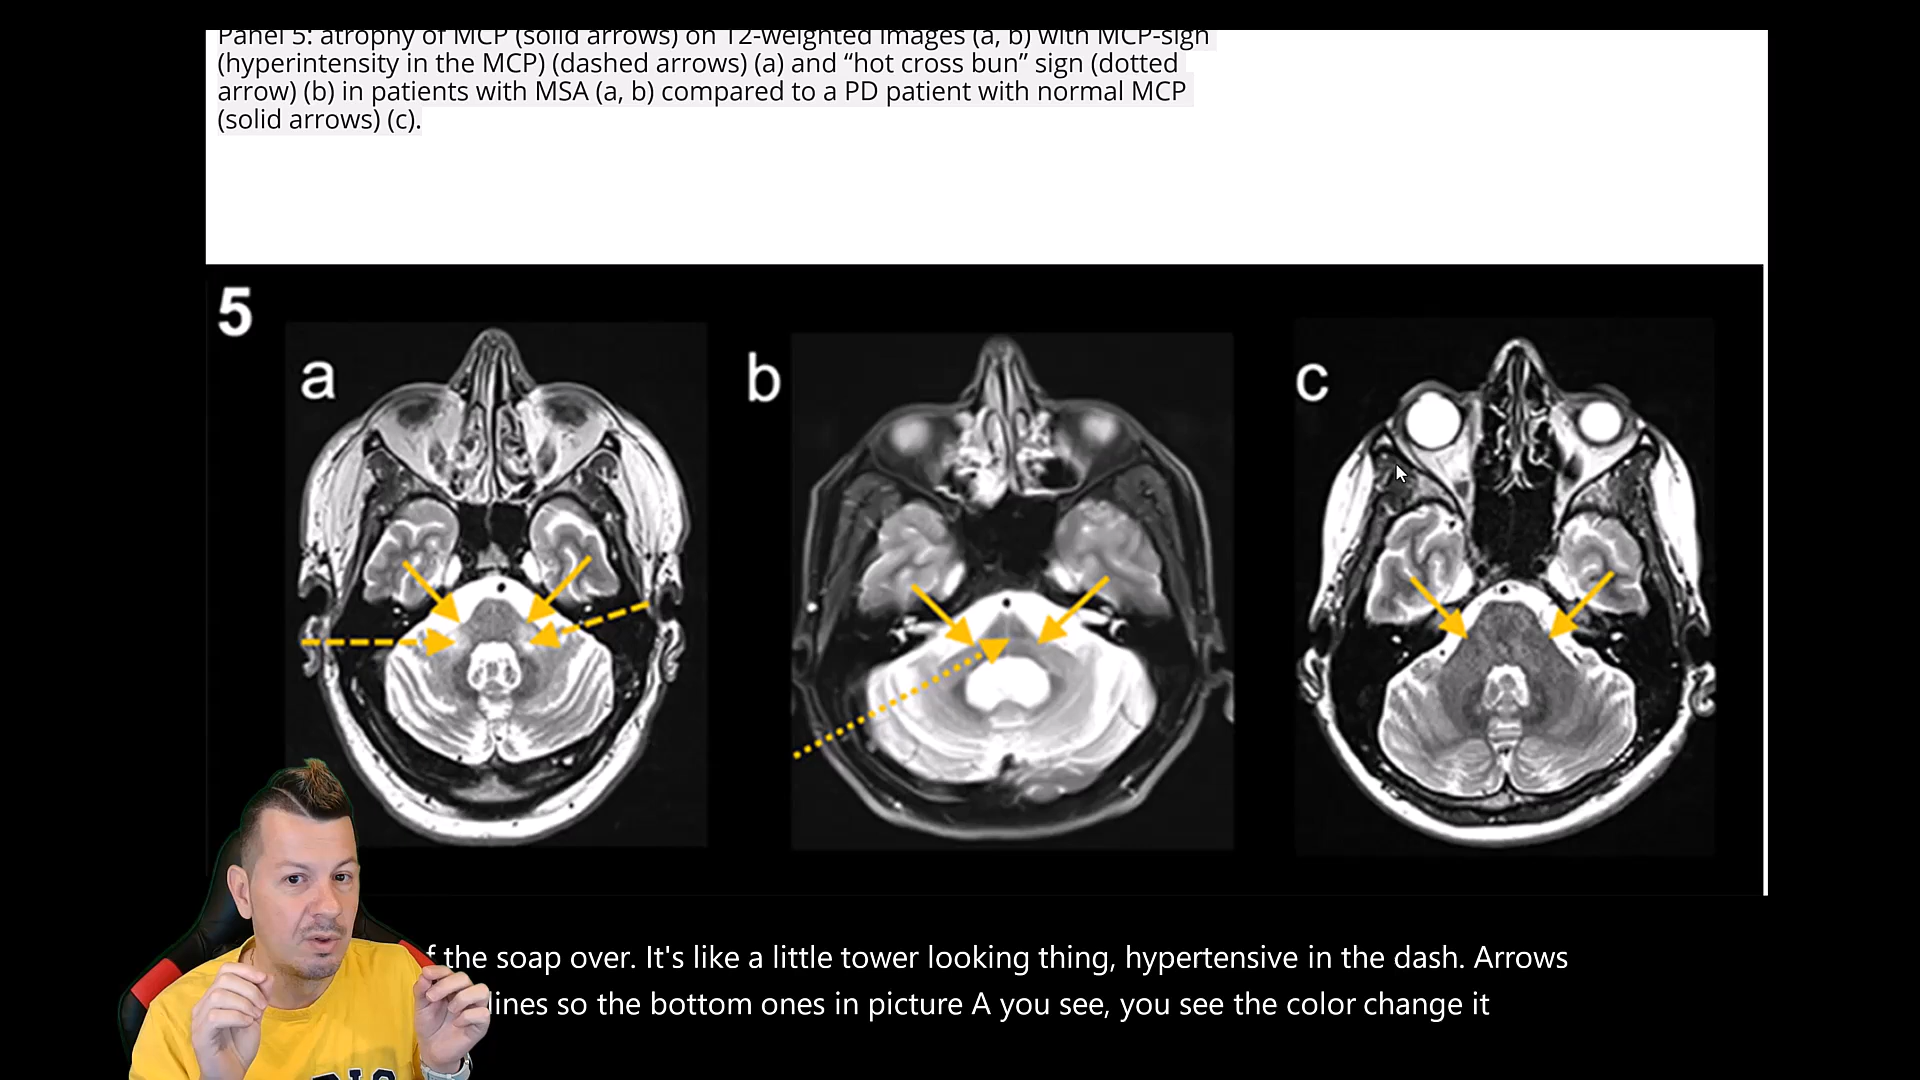 Panel 5: atrophy of MCP (solid arrows) on T2-weighted images (a, b) with MCP-sign
(hyperintensity in the MCP) (dashed arrows) (a) and “hot cross bun” sign (dotted
arrow) (b) in patients with MSA (a, b) compared to a PD patient with normal MCP
(solid arrows) (c).
5
a
b
c
f the soap over. It's like a little tower looking thing, hypertensive in the dash. Arrows
lines so the bottom ones in picture A you see, you see the color change it